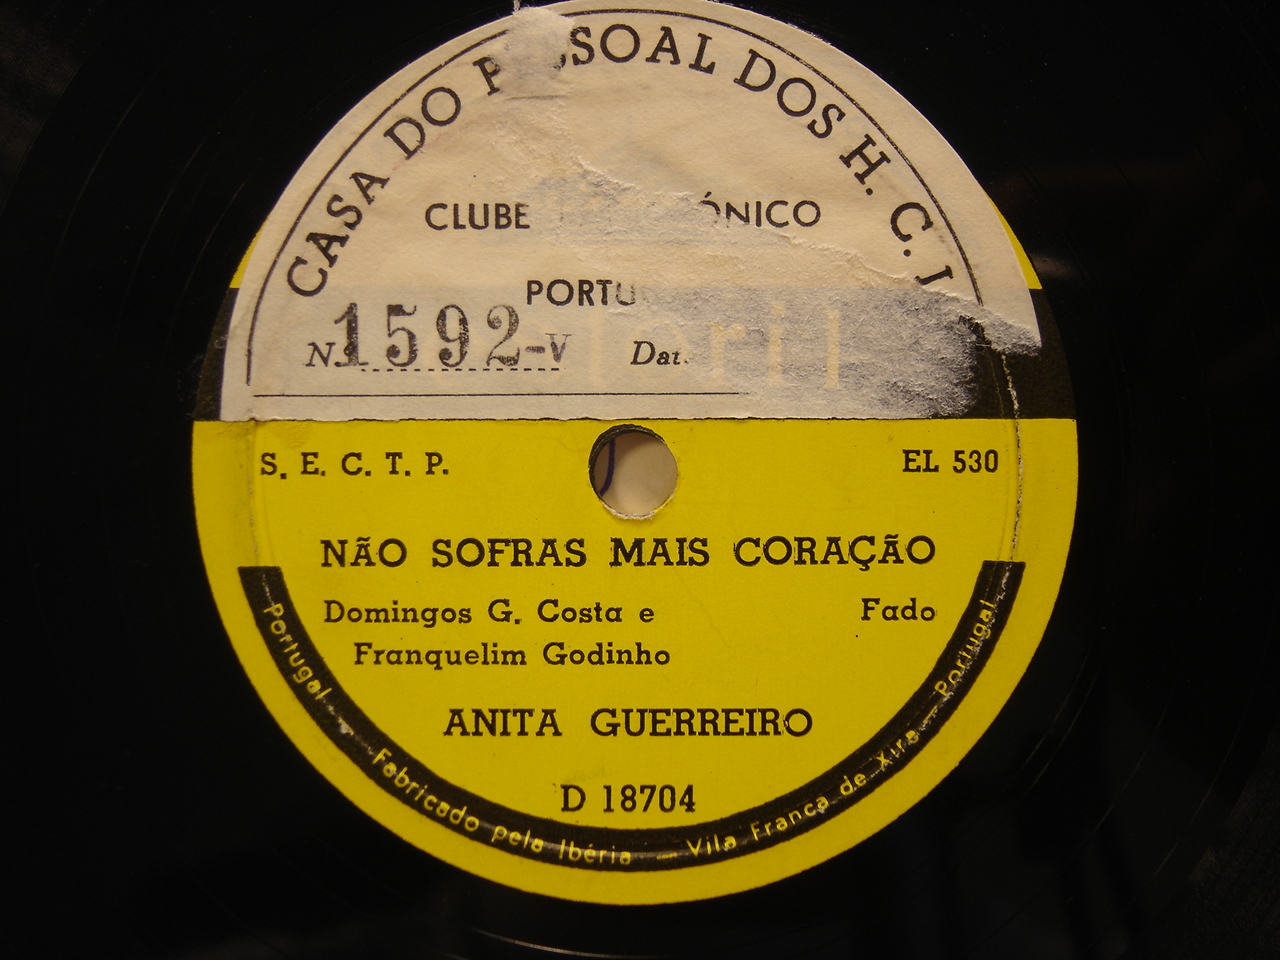 CASA DO P SSOAL DOS H. C. L
CLUBE ÓNICO
PORTU
N. 1592-V Dat.
S. E. C. T. P. EL 530
NÃO SOFRAS MAIS CORAÇÃO
Domingos G. Costa e Fado
Franquelim Godinho
ANITA GUERREIRO
D 18704
Portugal — Fabricado pela Ibéria — Vila Franca de Xira — Portugal